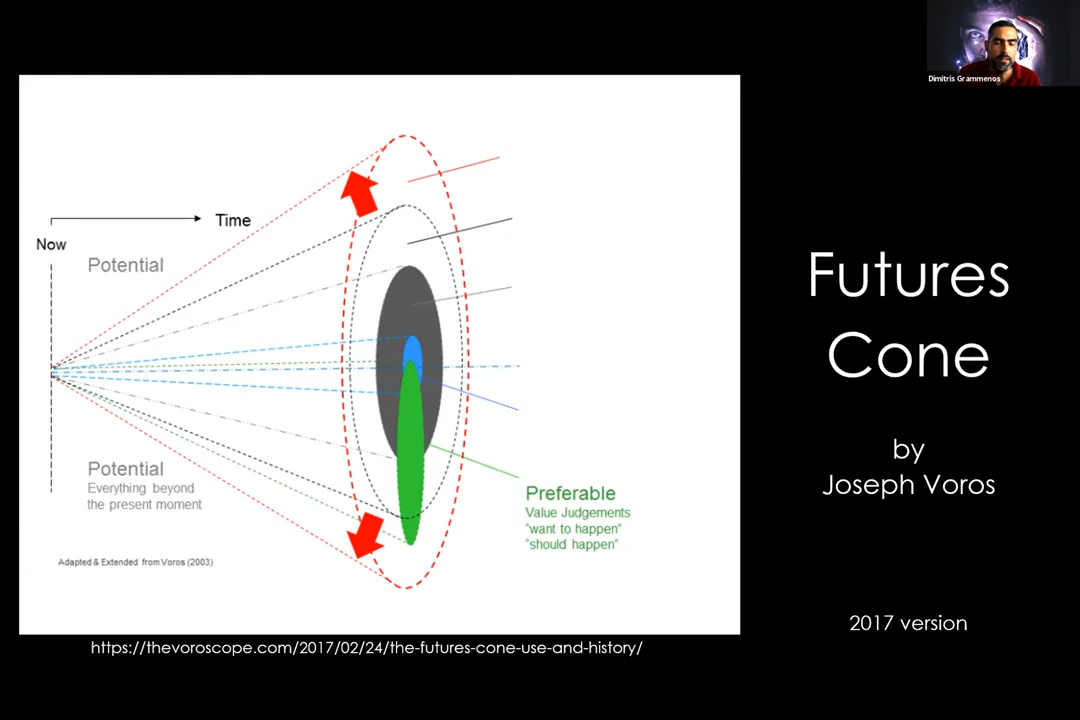 Dimitris Grammenos
Time
Now
Potential
Potential
Everything beyond
the present moment
Preferable
Value Judgements
"want to happen"
"should happen"
Adapted & Extended from Voros (2003)
https://thevoroscope.com/2017/02/24/the-futures-cone-use-and-history/
Futures
Cone
by
Joseph Voros
2017 version